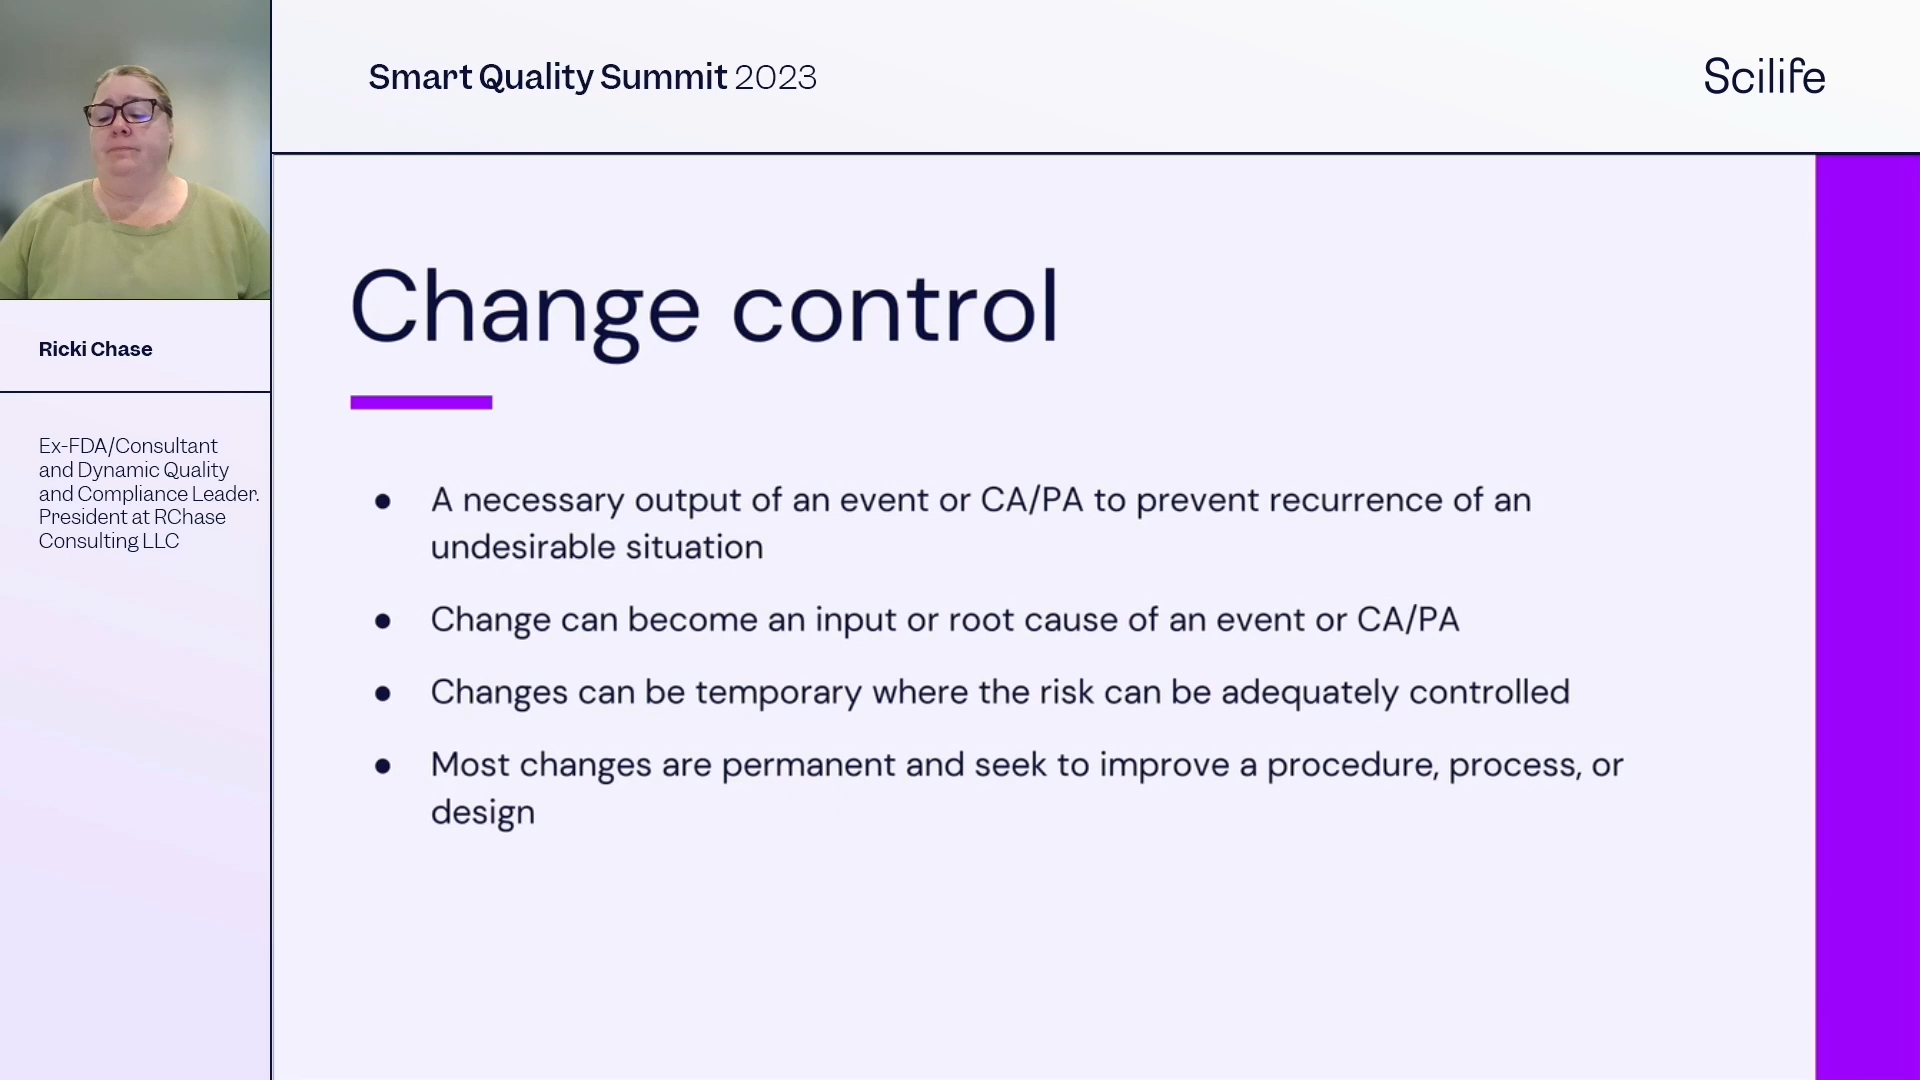 Smart Quality Summit 2023
Scilife
Ricki Chase
Ex-FDA/Consultant
and Dynamic Quality
and Compliance Leader.
President at RChase
Consulting LLC
Change control
● A necessary output of an event or CA/PA to prevent recurrence of an
undesirable situation
● Change can become an input or root cause of an event or CA/PA
● Changes can be temporary where the risk can be adequately controlled
● Most changes are permanent and seek to improve a procedure, process, or
design